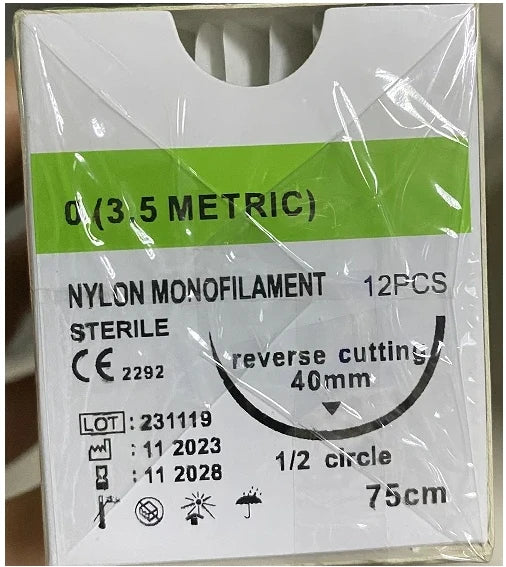 0 (3.5 METRIC)
NYLON MONOFILAMENT 12PCS
STERILE
CE 2292
reverse cutting
40mm
LOT : 231119
: 11 2023
: 11 2028
1/2 circle
75cm